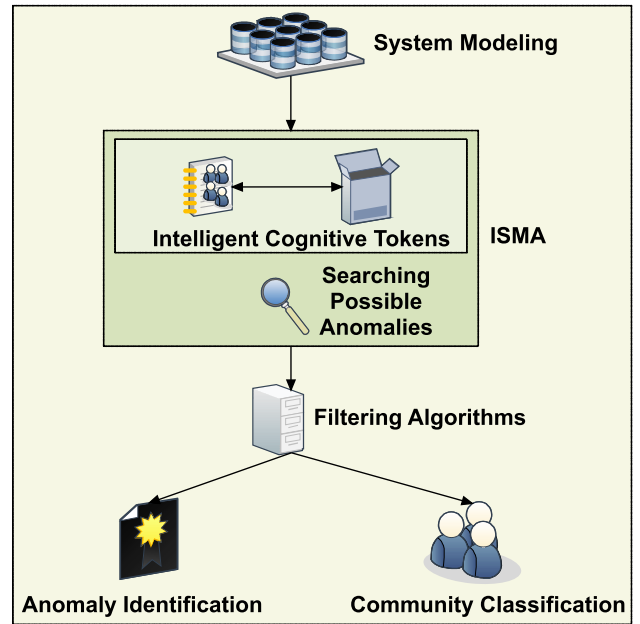 System Modeling
Intelligent Cognitive Tokens
ISMA
Searching
Possible
Anomalies
Filtering Algorithms
Anomaly Identification
Community Classification